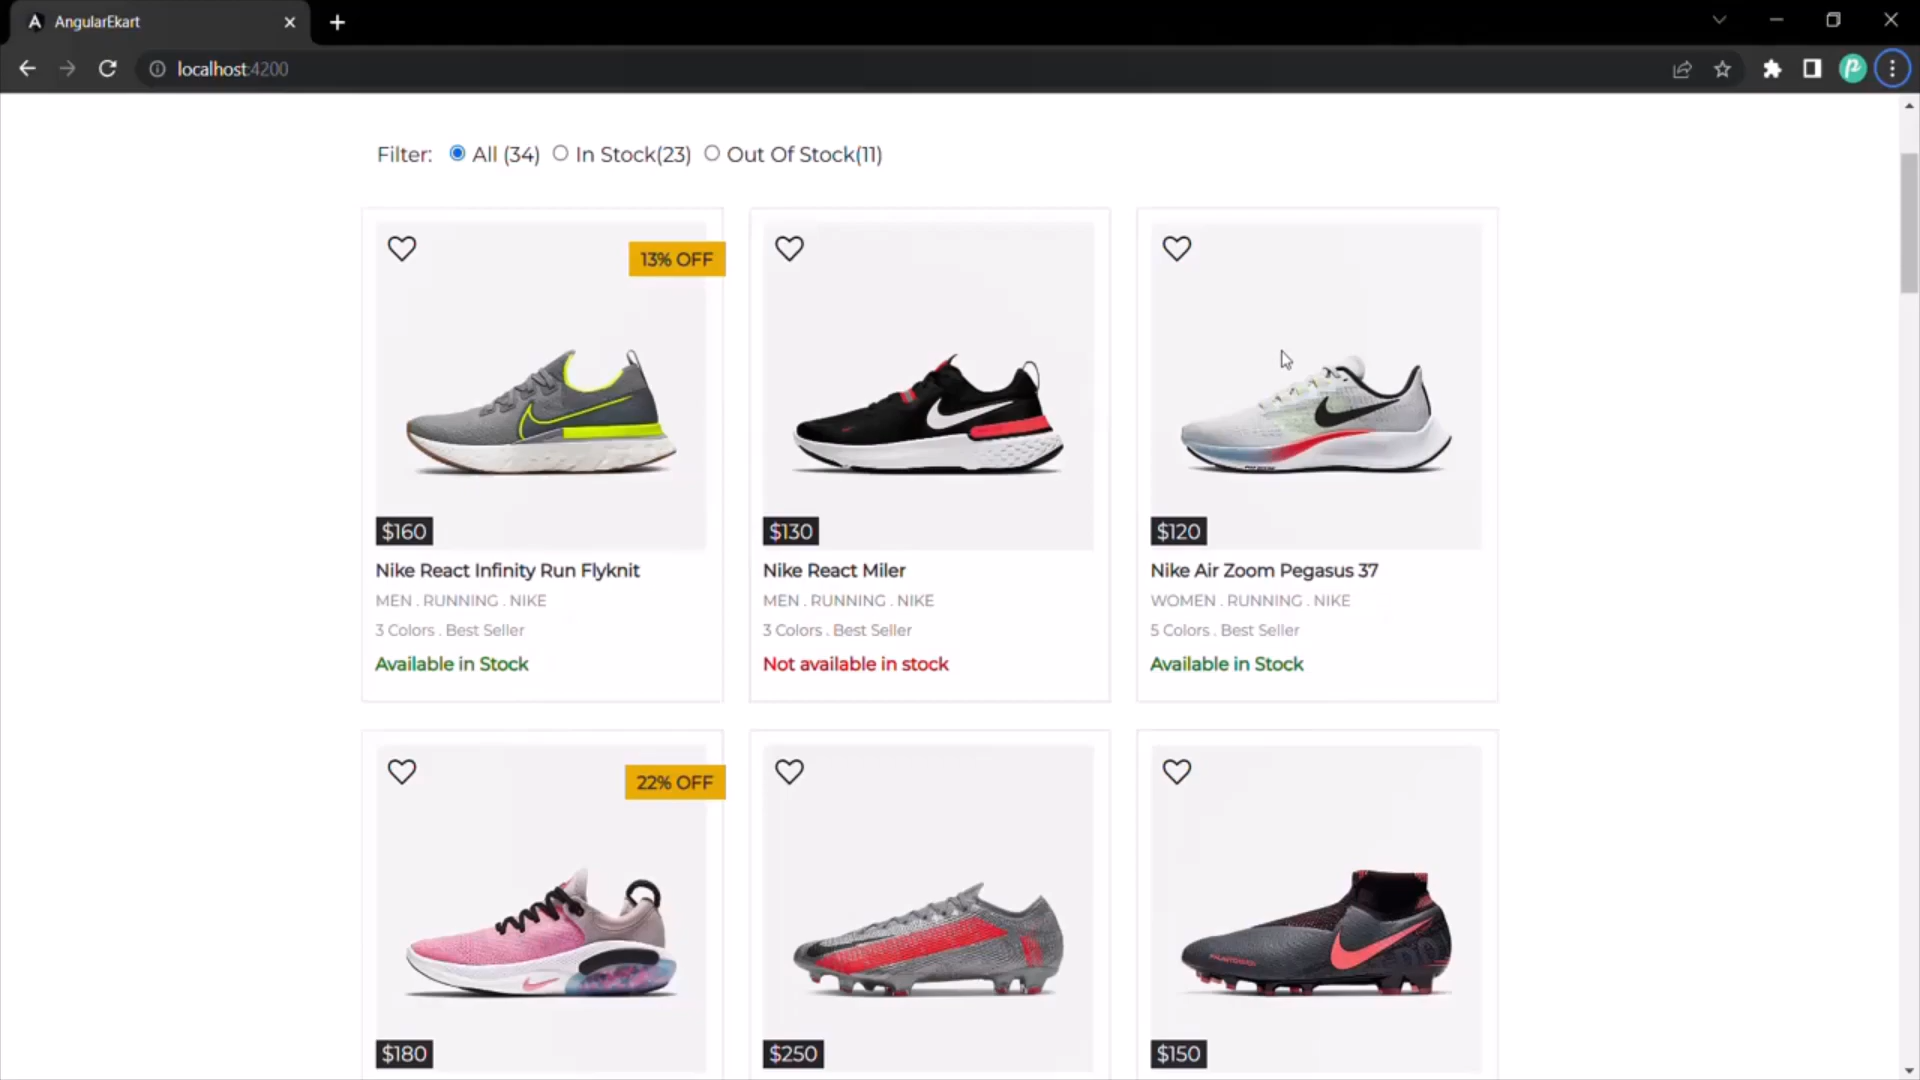 AngularEkart
localhost:4200
Filter: All (34) In Stock(23) Out Of Stock(11)
13% OFF
$160
Nike React Infinity Run Flyknit
MEN . RUNNING . NIKE
3 Colors . Best Seller
Available in Stock
$130
Nike React Miler
MEN . RUNNING . NIKE
3 Colors . Best Seller
Not available in stock
$120
Nike Air Zoom Pegasus 37
WOMEN . RUNNING . NIKE
5 Colors . Best Seller
Available in Stock
22% OFF
$180
$250
$150